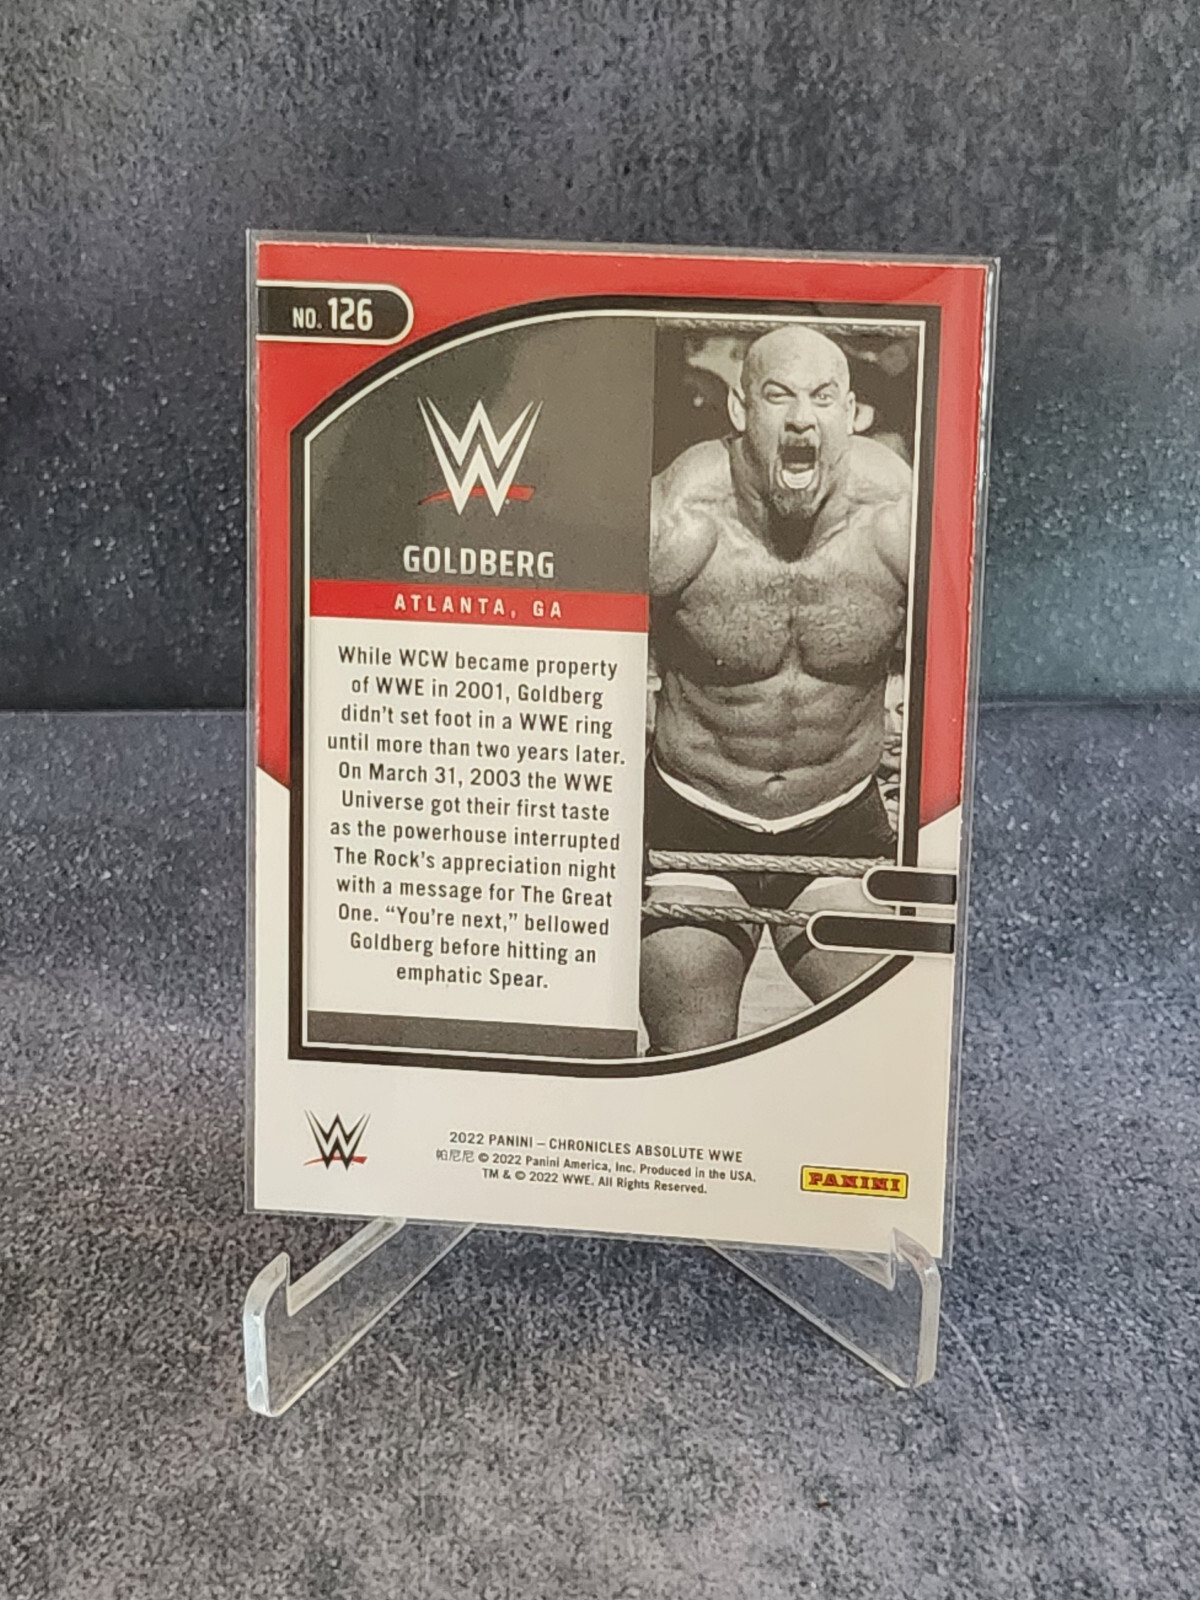 NO. 126
W
GOLDBERG
ATLANTA, GA
While WCW became property
of WWE in 2001, Goldberg
didn't set foot in a WWE ring
until more than two years later.
On March 31, 2003 the WWE
Universe got their first taste
as the powerhouse interrupted
The Rock's appreciation night
with a message for The Great
One. “You're next,” bellowed
Goldberg before hitting an
emphatic Spear.
W
2022 PANINI – CHRONICLES ABSOLUTE WWE
帕尼尼 © 2022 Panini America, Inc. Produced in the USA.
TM & © 2022 WWE. All Rights Reserved.
PANINI